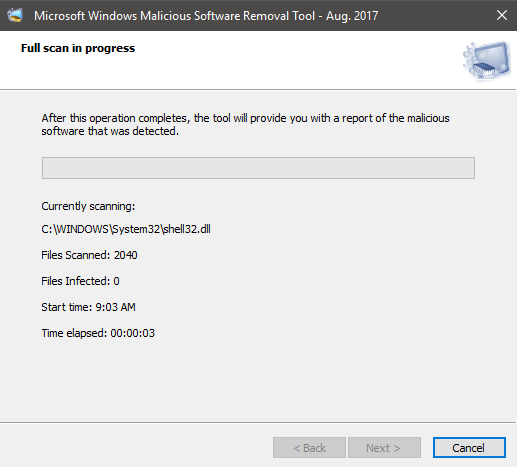 Microsoft Windows Malicious Software Removal Tool - Aug. 2017
Full scan in progress
After this operation completes, the tool will provide you with a report of the malicious
software that was detected.
Currently scanning:
C:\WINDOWS\System32\shell32.dll
Files Scanned: 2040
Files Infected: 0
Start time: 9:03 AM
Time elapsed: 00:00:03
< Back
Next >
Cancel